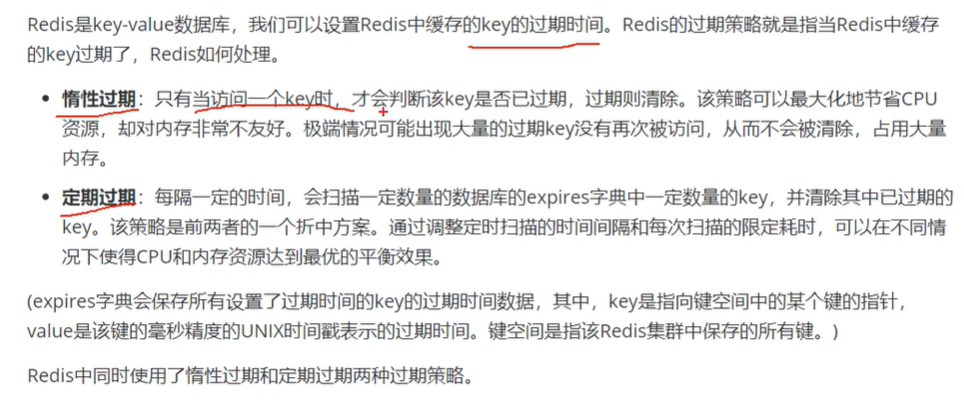 Redis是key-value数据库，我们可以设置Redis中缓存的key的过期时间。Redis的过期策略就是指当Redis中缓存
的key过期了，Redis如何处理。
• 惰性过期：只有当访问一个key时，才会判断该key是否已过期，过期则清除。该策略可以最大化地节省CPU
资源，却对内存非常不友好。极端情况可能出现大量的过期key没有再次被访问，从而不会被清除，占用大量
内存。
• 定期过期：每隔一定的时间，会扫描一定数量的数据库的expires字典中一定数量的key，并清除其中已过期的
key。该策略是前两者的一个折中方案。通过调整定时扫描的时间间隔和每次扫描的限定耗时，可以在不同情
况下使得CPU和内存资源达到最优的平衡效果。
(expires字典会保存所有设置了过期时间的key的过期时间数据，其中，key是指向键空间中的某个键的指针，
value是该键的毫秒精度的UNIX时间戳表示的过期时间。键空间是指该Redis集群中保存的所有键。)
Redis中同时使用了惰性过期和定期过期两种过期策略。